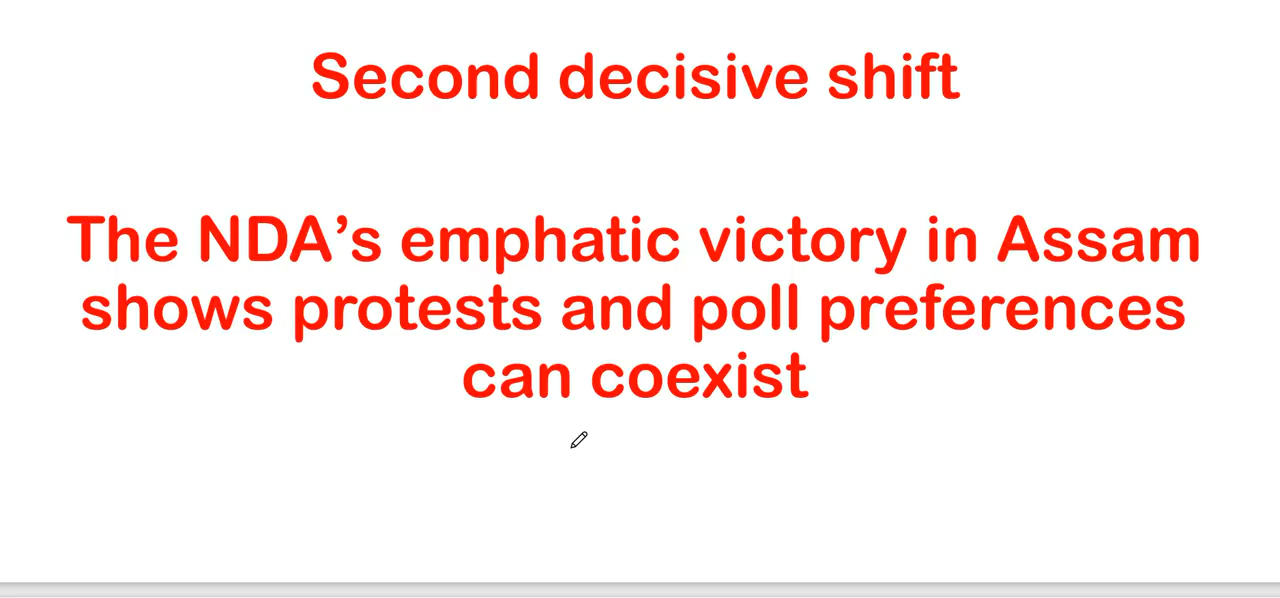 Second decisive shift
The NDA’s emphatic victory in Assam
shows protests and poll preferences
can coexist